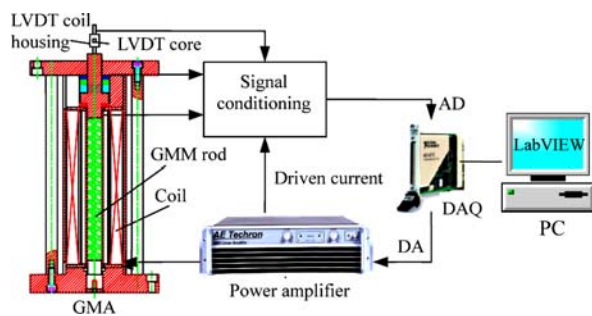 LVDT coil
housing
LVDT core
Signal
conditioning
AD
LabVIEW
GMM rod
Driven current
Coil
AE Techron
DAQ
PC
DA
Power amplifier
GMA